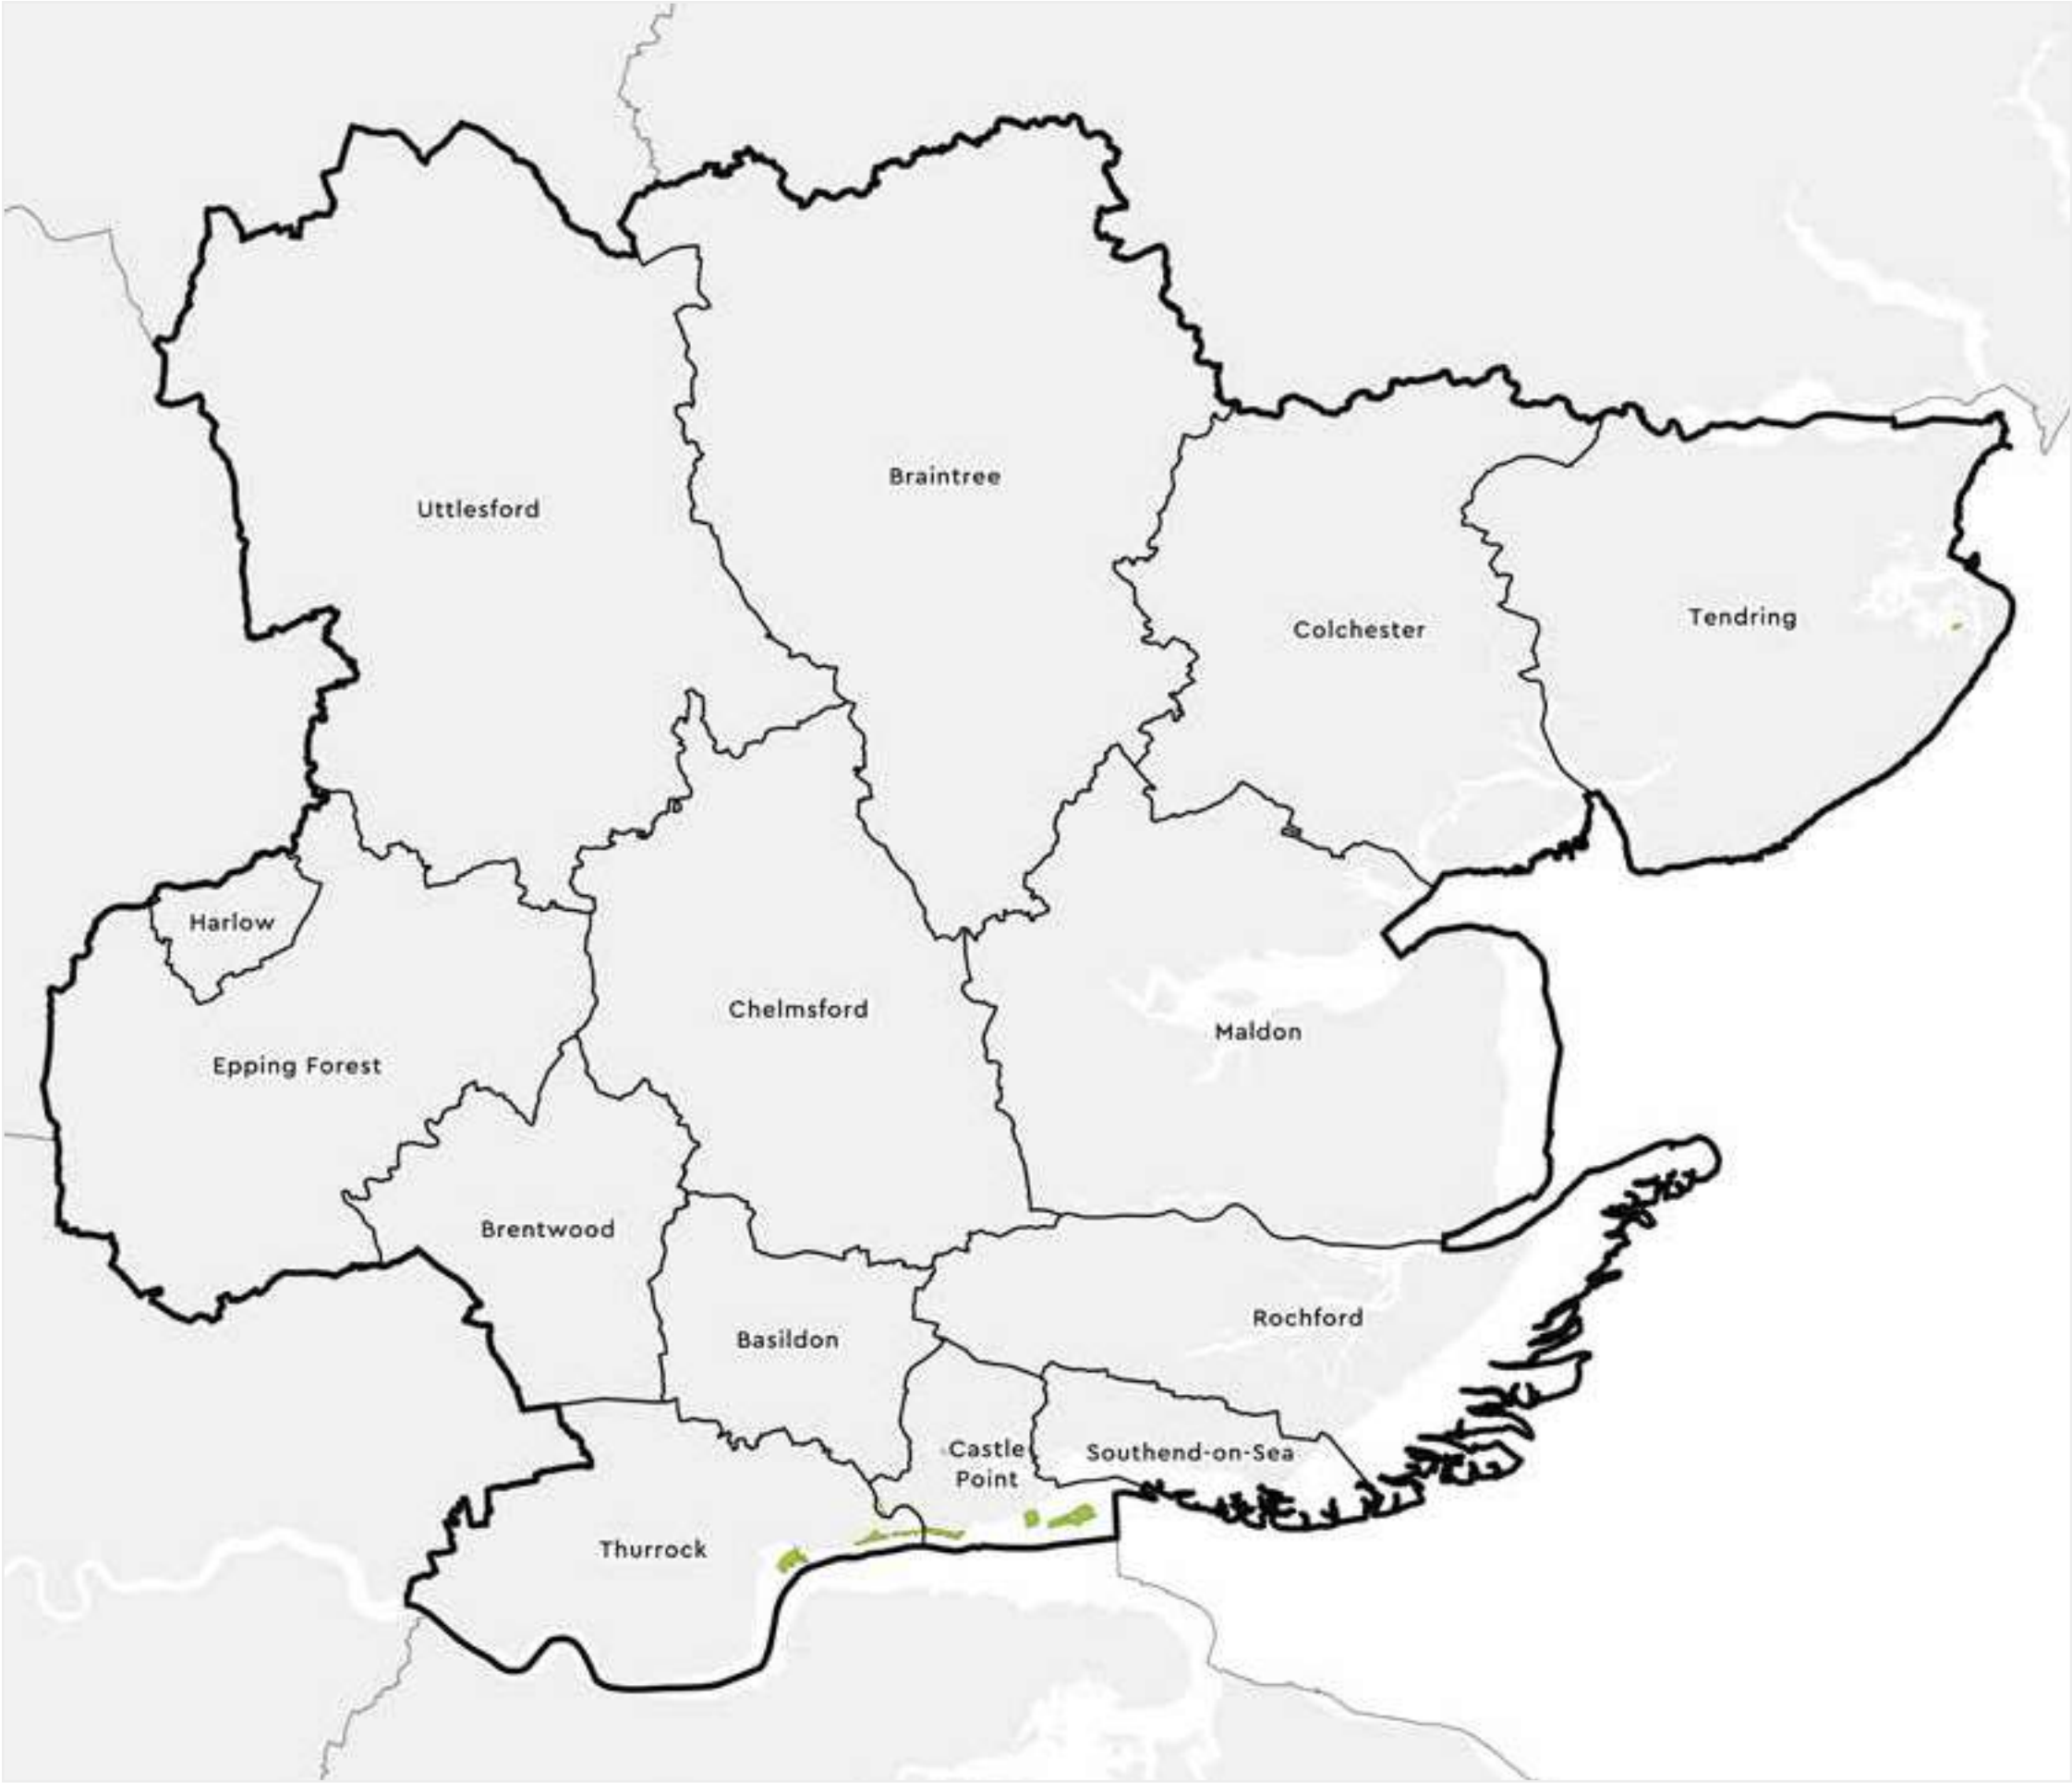 Braintree
Uttlesford
Colchester
Tendring
Harlow
Chelmsford
Maldon
Epping Forest
Brentwood
Rochford
Basildon
Castle
Point
Southend-on-Sea
Thurrock